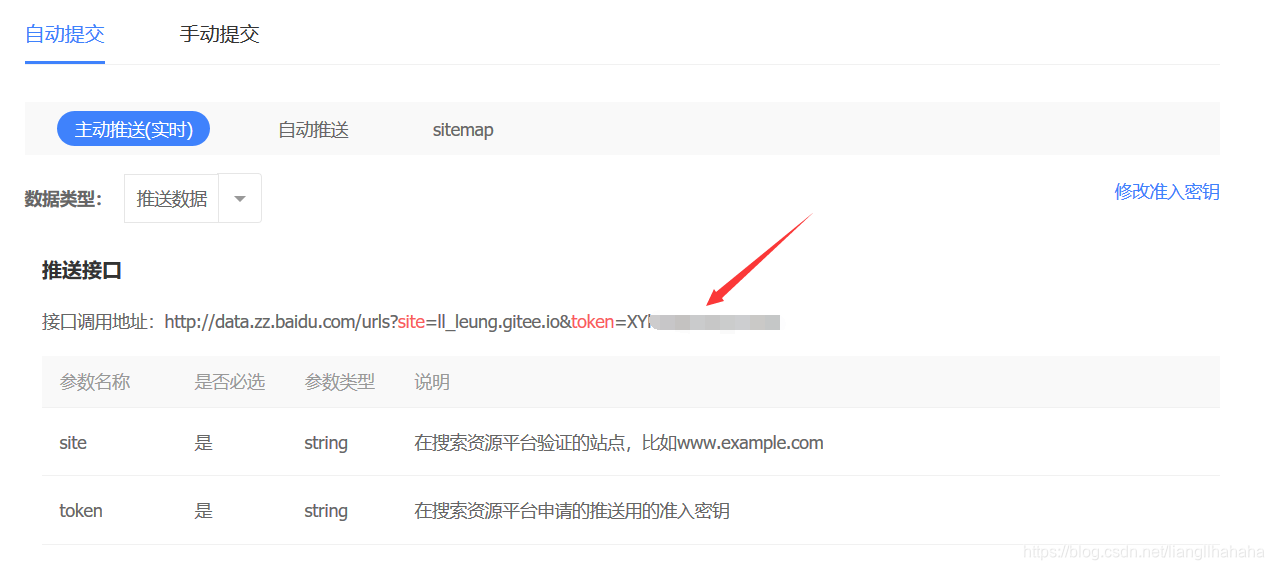 自动提交 手动提交
主动推送(实时) 自动推送 sitemap
数据类型： 推送数据 修改准入密钥
推送接口
接口调用地址：http://data.zz.baidu.com/urls?site=ll_leung.gitee.io&token=XY
参数名称 是否必选 参数类型 说明
site 是 string 在搜索资源平台验证的站点，比如www.example.com
token 是 string 在搜索资源平台申请的推送用的准入密钥
https://blog.csdn.net/liangllhahaha